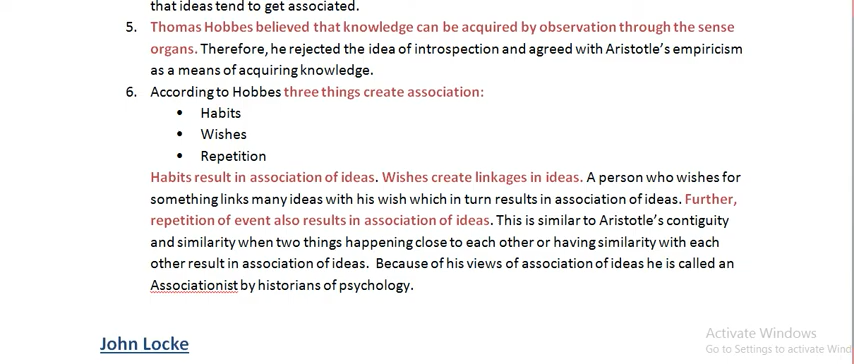 that ideas tend to get associated.
5. Thomas Hobbes believed that knowledge can be acquired by observation through the sense
organs. Therefore, he rejected the idea of introspection and agreed with Aristotle's empiricism
as a means of acquiring knowledge.
6. According to Hobbes three things create association:
• Habits
• Wishes
• Repetition
Habits result in association of ideas. Wishes create linkages in ideas. A person who wishes for
something links many ideas with his wish which in turn results in association of ideas. Further,
repetition of event also results in association of ideas. This is similar to Aristotle's contiguity
and similarity when two things happening close to each other or having similarity with each
other result in association of ideas. Because of his views of association of ideas he is called an
Associationist by historians of psychology.
John Locke
Activate Windows
Go to Settings to activate Wind